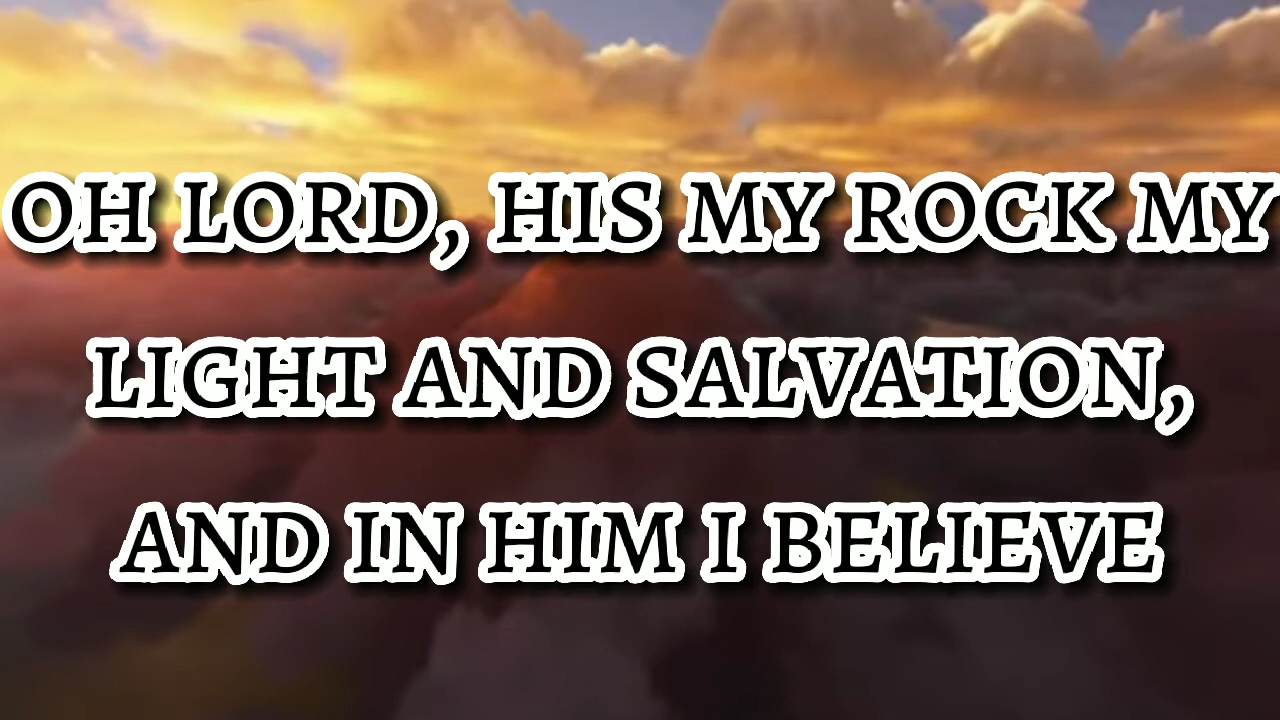 OH LORD, HIS MY ROCK MY
LIGHT AND SALVATION,
AND IN HIM I BELIEVE